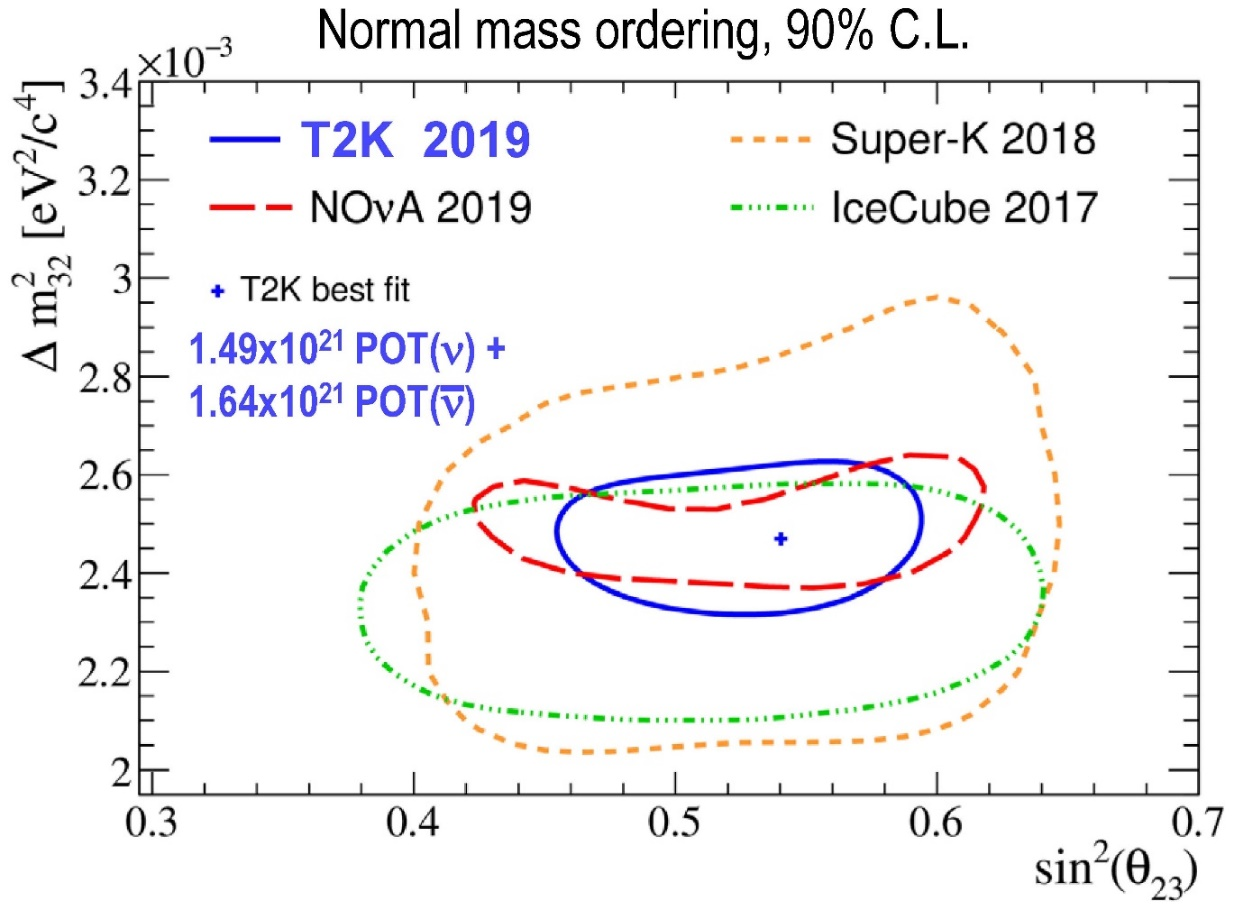 Normal mass ordering, 90% C.L.
×10⁻³
Δ m²₃₂ [eV²/c⁴]
3.4
3.2
3
2.8
2.6
2.4
2.2
2
T2K 2019
Super-K 2018
NOνA 2019
IceCube 2017
T2K best fit
1.49x10²¹ POT(ν) +
1.64x10²¹ POT(ν̅)
0.3 0.4 0.5 0.6 0.7
sin²(θ₂₃)